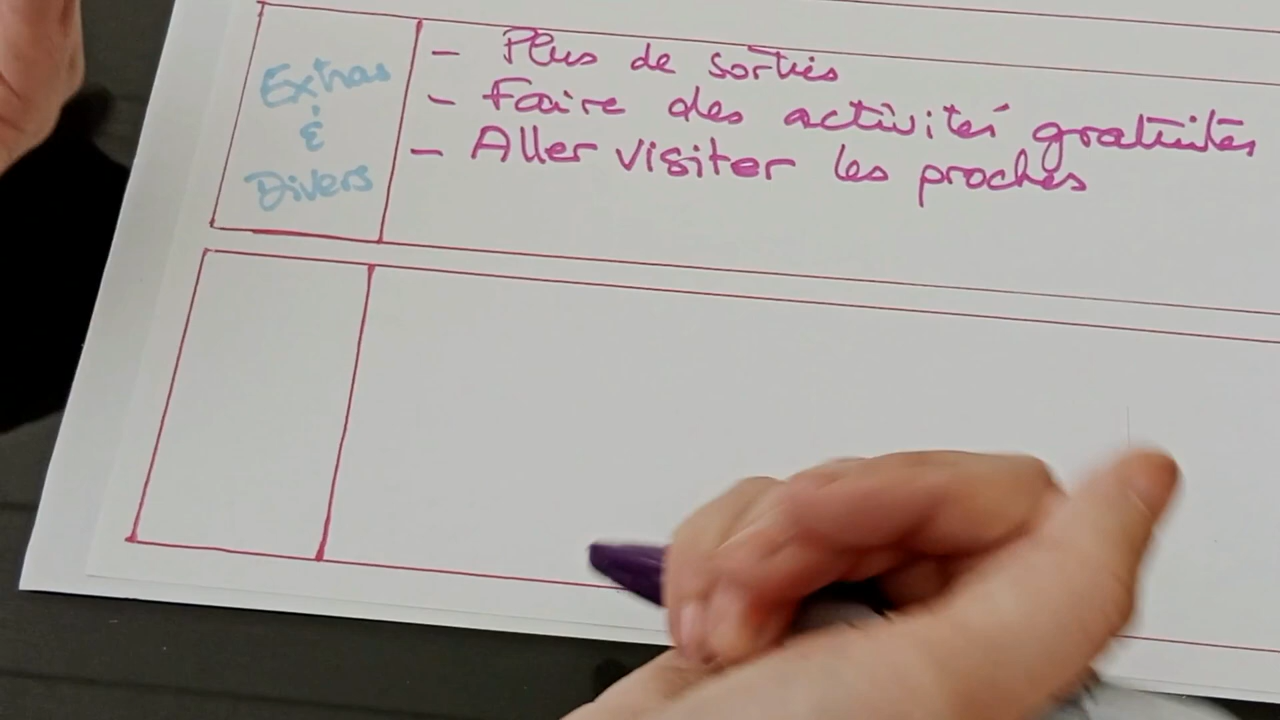 Extras
&
Divers
- Plus de sorties
- Faire des activités gratuites
- Aller visiter les proches